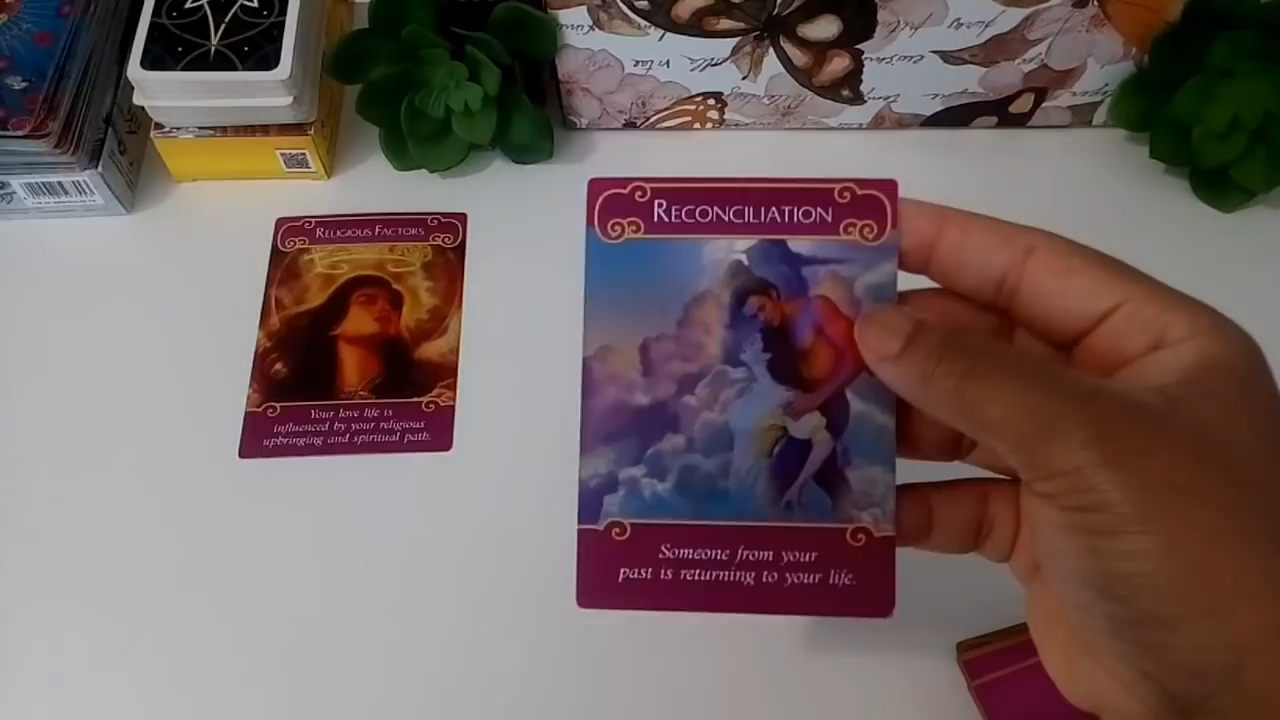 RELIGIOUS FACTORS
Your love life is
influenced by your religious
upbringing and spiritual path.
RECONCILIATION
Someone from your
past is returning to your life.